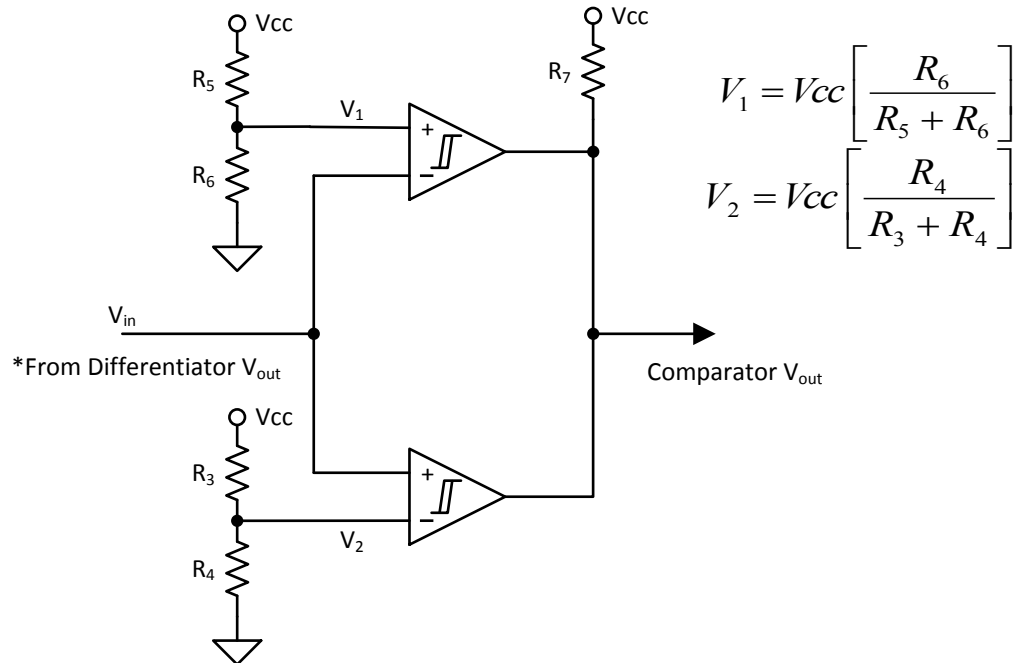 Vcc
Vcc
R₅
R₇
V₁
+
−
R₆
V₁ = Vcc[R₆ / (R₅ + R₆)]
V₂ = Vcc[R₄ / (R₃ + R₄)]
Vᵢₙ
*From Differentiator Vₒᵤₜ
Comparator Vₒᵤₜ
Vcc
R₃
+
−
V₂
R₄